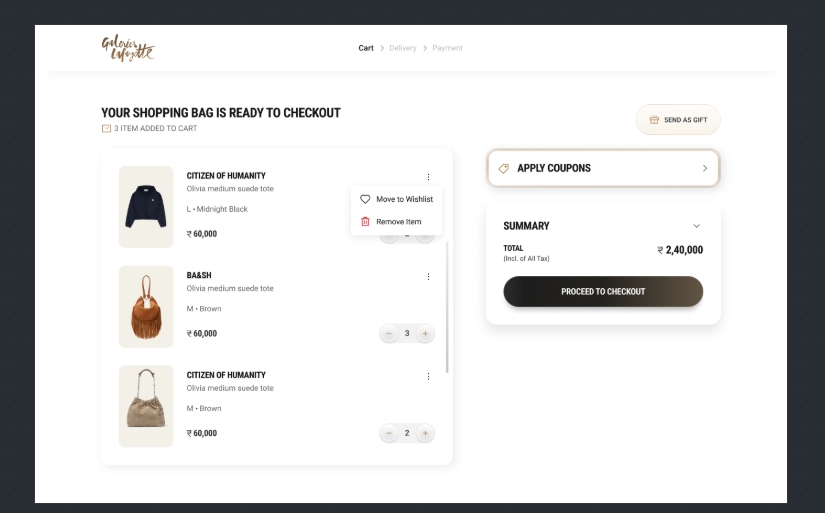 Galeries
Lafayette
Cart > Delivery > Payment
YOUR SHOPPING BAG IS READY TO CHECKOUT
3 ITEM ADDED TO CART
SEND AS GIFT
CITIZEN OF HUMANITY
Olivia medium suede tote
L • Midnight Black
₹ 60,000
Move to Wishlist
Remove Item
BA&SH
Olivia medium suede tote
M • Brown
₹ 60,000
− 3 +
CITIZEN OF HUMANITY
Olivia medium suede tote
M • Brown
₹ 60,000
− 2 +
APPLY COUPONS
SUMMARY
TOTAL
(Incl. of All Tax)
₹ 2,40,000
PROCEED TO CHECKOUT